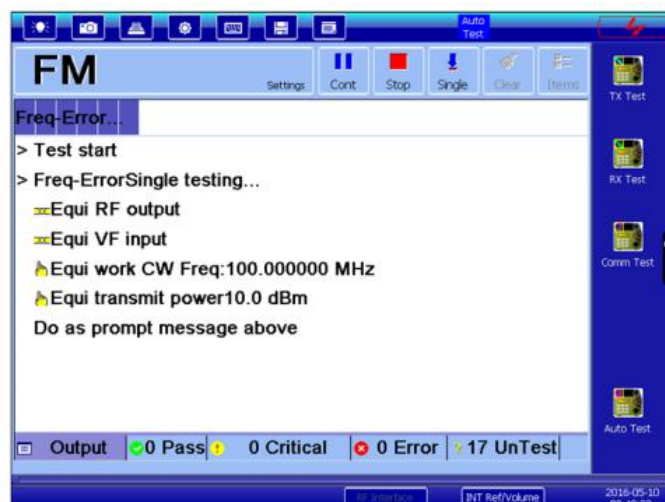 Auto
Test
FM
Settings
Cont
Stop
Single
Clear
Items
TX Test
Freq-Error...
> Test start
> Freq-ErrorSingle testing...
Equi RF output
Equi VF input
Equi work CW Freq:100.000000 MHz
Equi transmit power10.0 dBm
Do as prompt message above
RX Test
Comm Test
Auto Test
Output 0 Pass 0 Critical 0 Error 17 UnTest
RF Interface INT Ref/Volume 2016-05-10